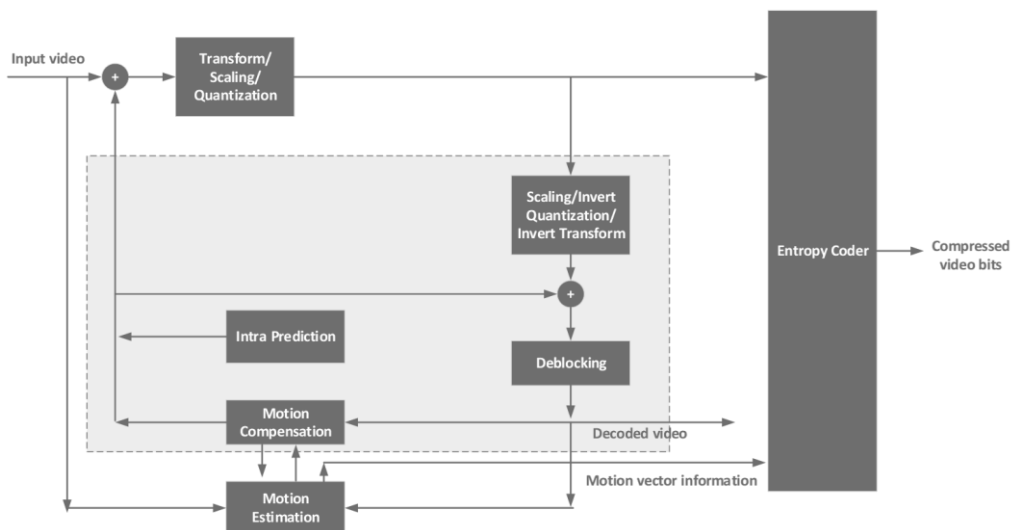 Input video
+
Transform/
Scaling/
Quantization
Scaling/Invert
Quantization/
Invert Transform
Entropy Coder
Compressed
video bits
+
Intra Prediction
Deblocking
Motion
Compensation
Decoded video
Motion vector information
Motion
Estimation